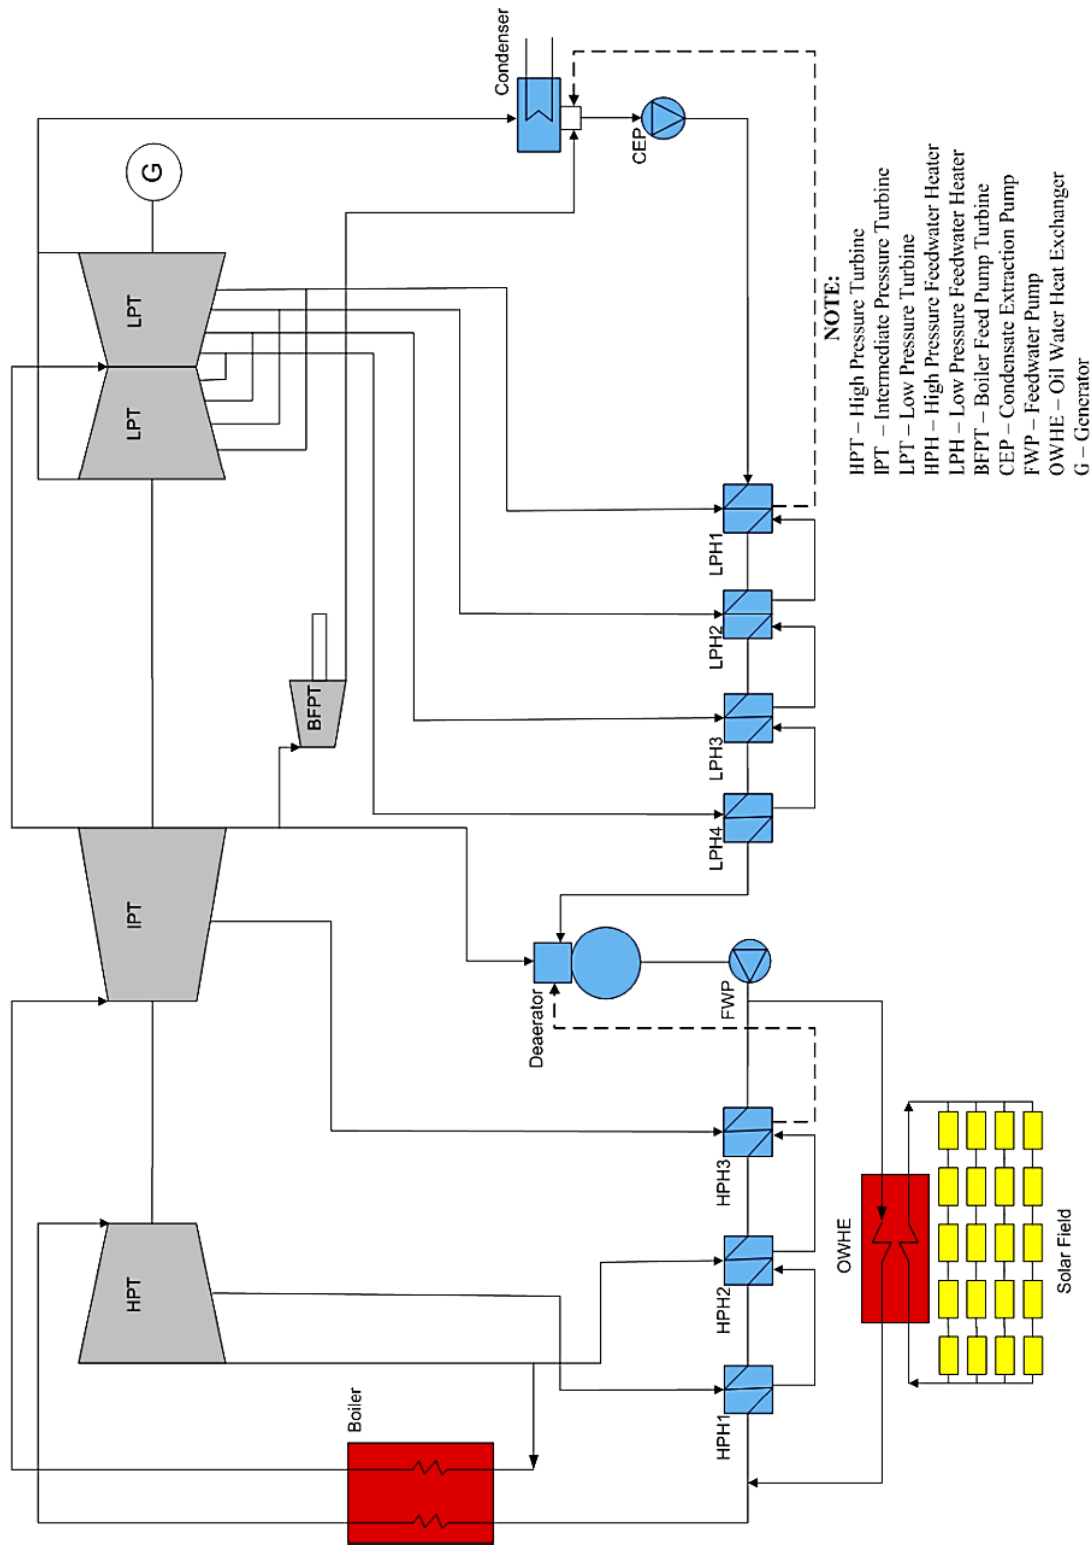 Boiler
HPT
IPT
LPT
LPT
G
BFPT
Condenser
CEP
Deaerator
FWP
HPH1
HPH2
HPH3
LPH4
LPH3
LPH2
LPH1
OWHE
Solar Field
NOTE:
HPT – High Pressure Turbine
IPT – Intermediate Pressure Turbine
LPT – Low Pressure Turbine
HPH – High Pressure Feedwater Heater
LPH – Low Pressure Feedwater Heater
BFPT – Boiler Feed Pump Turbine
CEP – Condensate Extraction Pump
FWP – Feedwater Pump
OWHE – Oil Water Heat Exchanger
G – Generator